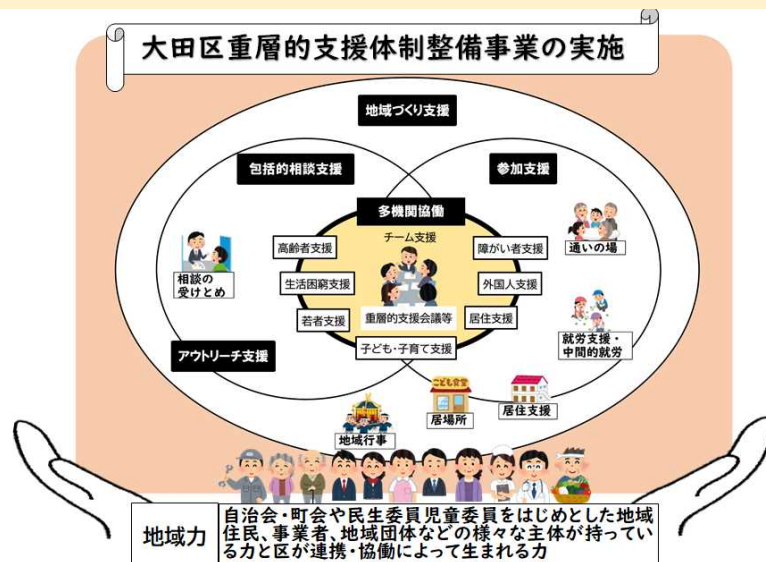 大田区重層的支援体制整備事業の実施
地域づくり支援
包括的相談支援
参加支援
多機関協働
チーム支援
高齢者支援
障がい者支援
通いの場
相談の
受けとめ
生活困窮支援
外国人支援
若者支援
重層的支援会議等
居住支援
就労支援・
中間的就労
アウトリーチ支援
子ども・子育て支援
こども食堂
居場所
居住支援
地域行事
地域力
自治会・町会や民生委員児童委員をはじめとした地域
住民、事業者、地域団体などの様々な主体が持ってい
る力と区が連携・協働によって生まれる力